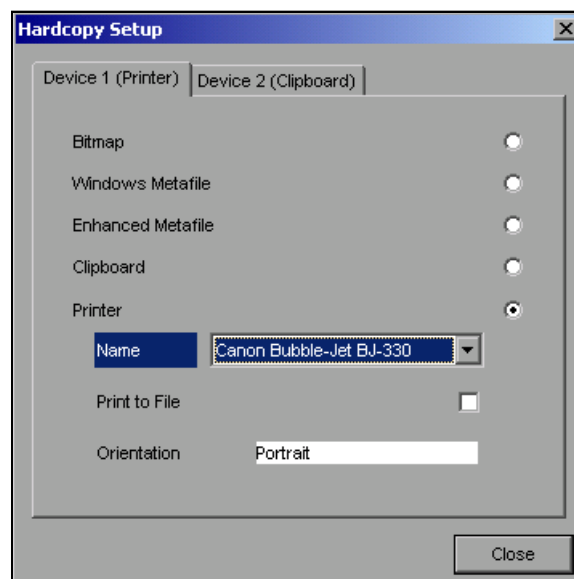 Hardcopy Setup
Device 1 (Printer) Device 2 (Clipboard)
Bitmap
Windows Metafile
Enhanced Metafile
Clipboard
Printer
Name Canon Bubble-Jet BJ-330
Print to File
Orientation Portrait
Close